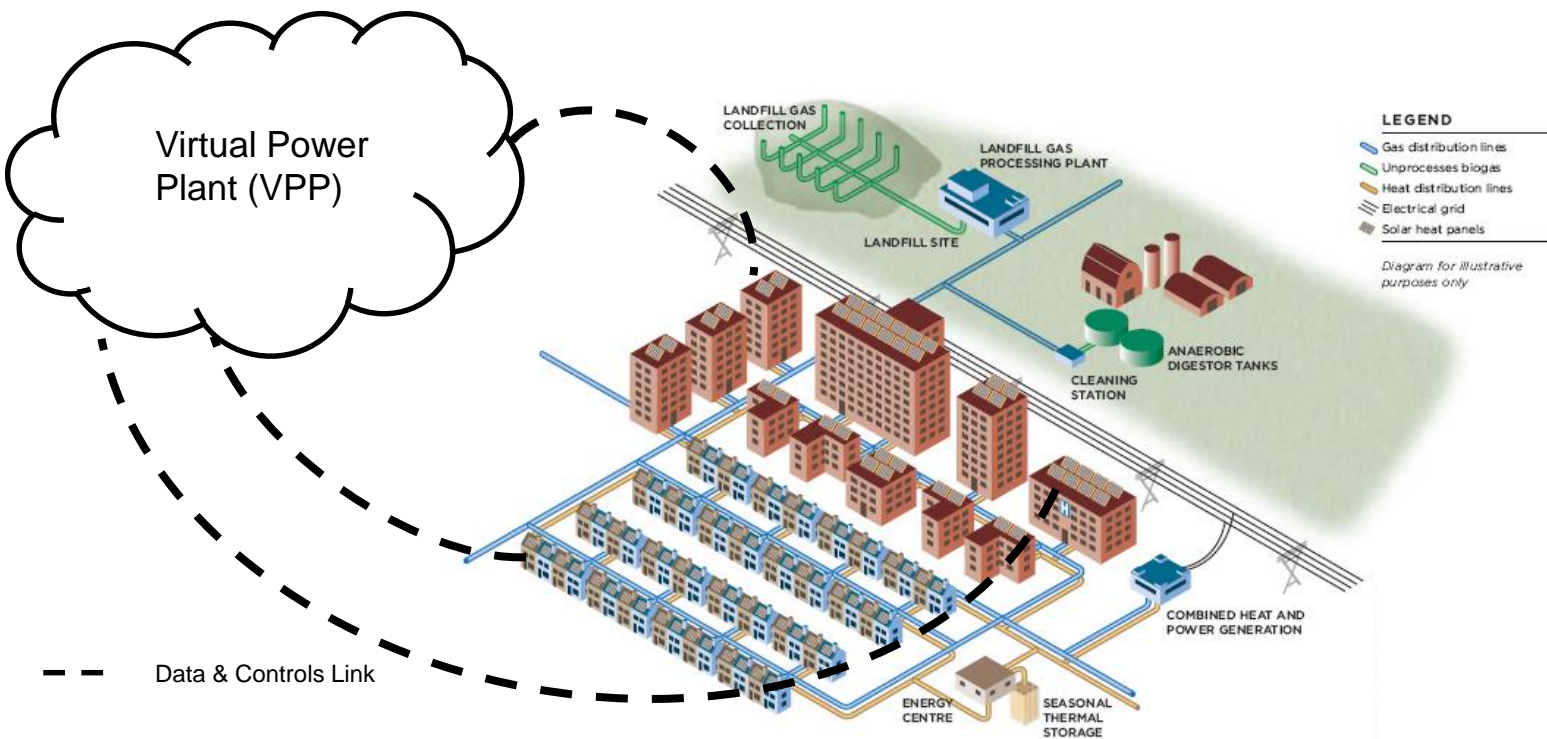 Virtual Power
Plant (VPP)
LANDFILL GAS
COLLECTION
LANDFILL GAS
PROCESSING PLANT
LANDFILL SITE
ANAEROBIC
DIGESTOR TANKS
CLEANING
STATION
COMBINED HEAT AND
POWER GENERATION
H
ENERGY
CENTRE
SEASONAL
THERMAL
STORAGE
LEGEND
Gas distribution lines
Unprocesses biogas
Heat distribution lines
Electrical grid
Solar heat panels
Diagram for illustrative
purposes only
Data & Controls Link